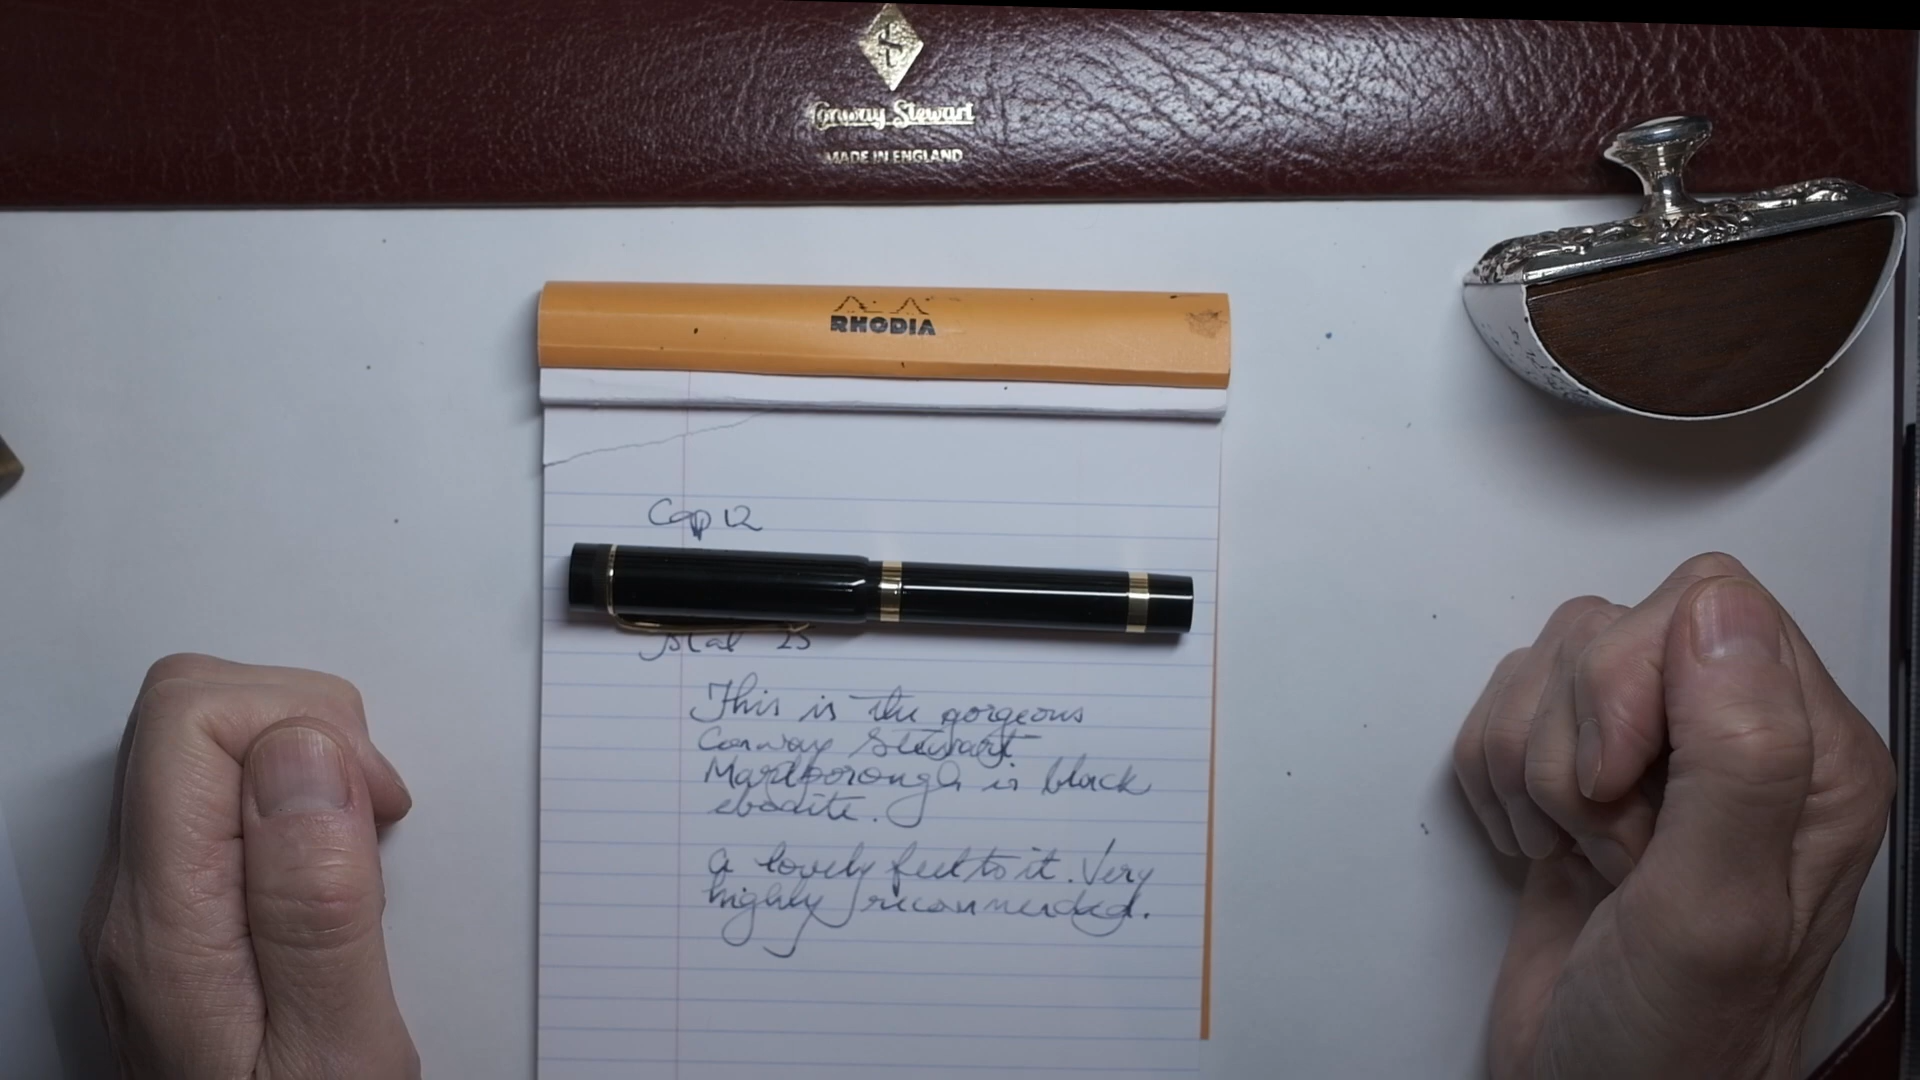 Conway Stewart
MADE IN ENGLAND
RHODIA
Cap 12
25
This is the gorgeous
Conway Stewart
Marlborough in black
ebonite.
A lovely feel to it. Very
highly recommended.